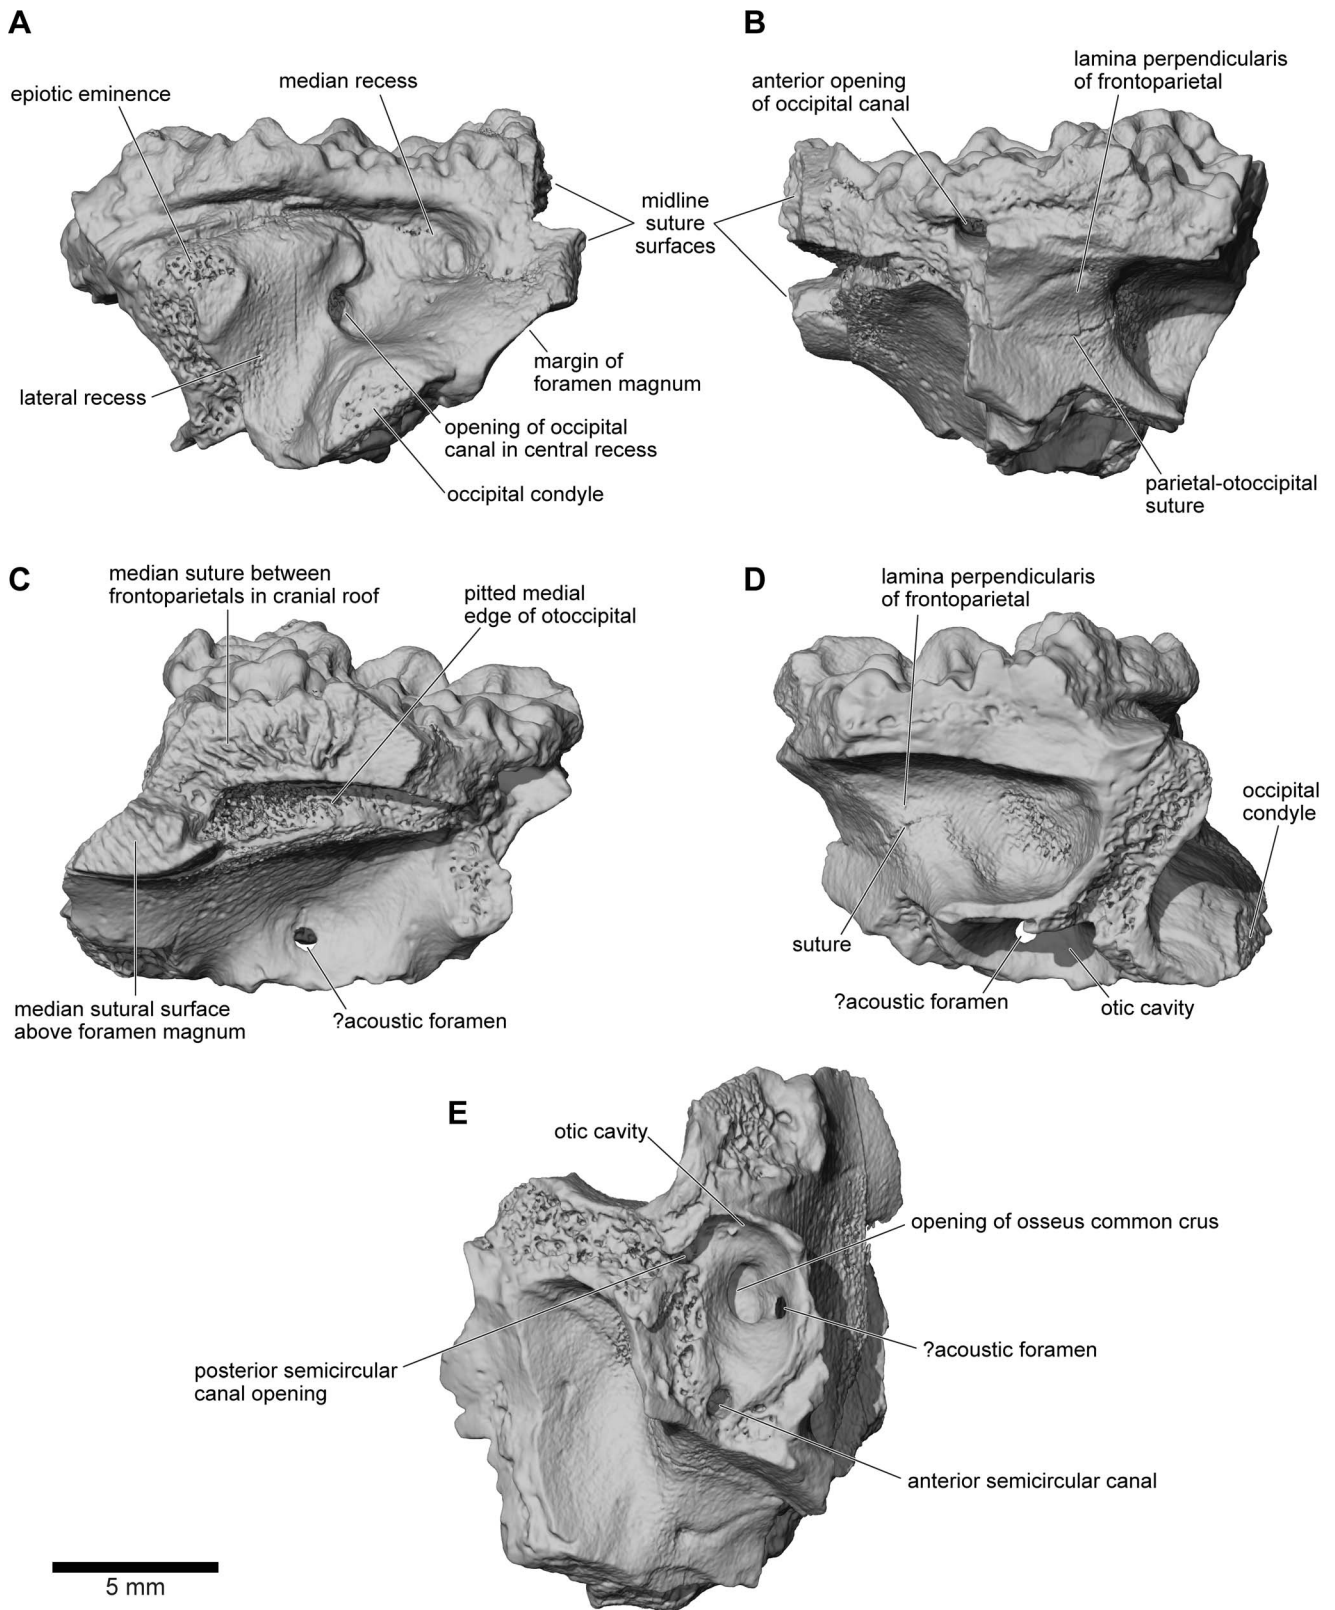 A
epiotic eminence
median recess
lateral recess
midline
suture
surfaces
margin of
foramen magnum
opening of occipital
canal in central recess
occipital condyle
B
anterior opening
of occipital canal
lamina perpendicularis
of frontoparietal
parietal-otoccipital
suture
C
median suture between
frontoparietals in cranial roof
pitted medial
edge of otoccipital
median sutural surface
above foramen magnum
?acoustic foramen
D
lamina perpendicularis
of frontoparietal
occipital
condyle
suture
?acoustic foramen
otic cavity
E
otic cavity
opening of osseus common crus
?acoustic foramen
posterior semicircular
canal opening
anterior semicircular canal
5 mm